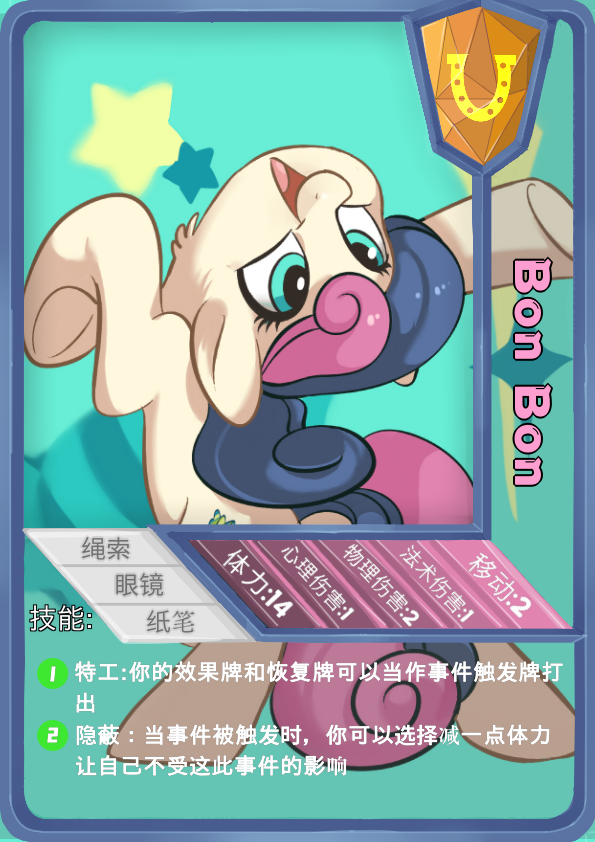 Bon Bon
绳索
眼镜
纸笔
体力:14
心理伤害:1
物理伤害:2
法术伤害:1
移动:2
技能:
1 特工:你的效果牌和恢复牌可以当作事件触发牌打
出
2 隐蔽：当事件被触发时，你可以选择减一点体力
让自己不受这此事件的影响